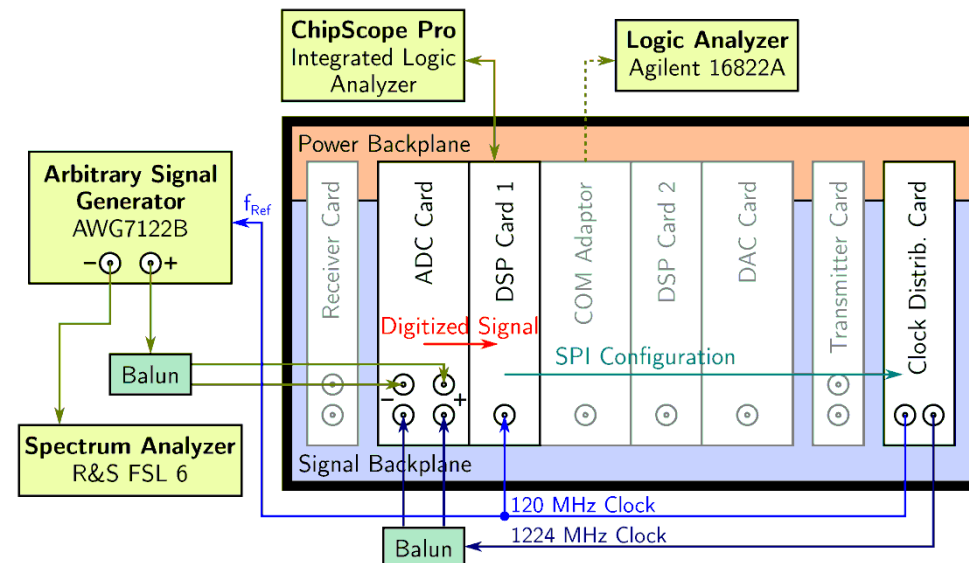 ChipScope Pro
Integrated Logic
Analyzer
Logic Analyzer
Agilent 16822A
Power Backplane
Arbitrary Signal
Generator
AWG7122B
− +
f_Ref
Receiver Card
ADC Card
DSP Card 1
COM Adaptor
DSP Card 2
DAC Card
Transmitter Card
Clock Distrib. Card
Digitized Signal
SPI Configuration
Balun
− +
Spectrum Analyzer
R&S FSL 6
Signal Backplane
120 MHz Clock
1224 MHz Clock
Balun